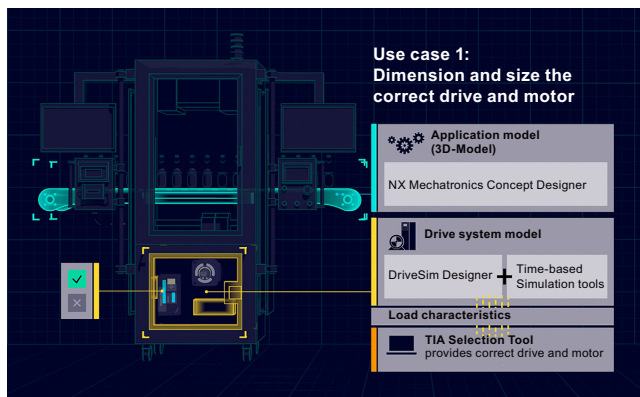 Use case 1:
Dimension and size the
correct drive and motor
Application model
(3D-Model)
NX Mechatronics Concept Designer
Drive system model
DriveSim Designer
+
Time-based
Simulation tools
Load characteristics
TIA Selection Tool
provides correct drive and motor